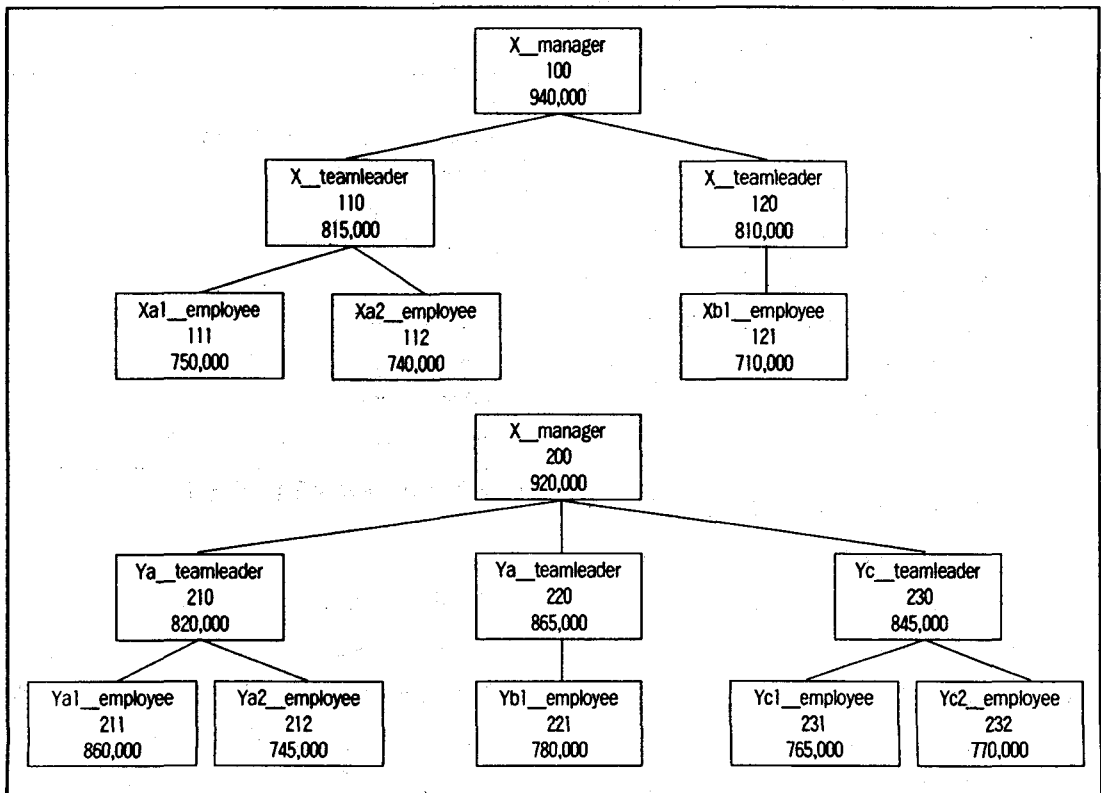 X__manager
100
940,000
X__teamleader
110
815,000
X__teamleader
120
810,000
Xa1__employee
111
750,000
Xa2__employee
112
740,000
Xb1__employee
121
710,000
X__manager
200
920,000
Ya__teamleader
210
820,000
Ya__teamleader
220
865,000
Yc__teamleader
230
845,000
Ya1__employee
211
860,000
Ya2__employee
212
745,000
Yb1__employee
221
780,000
Yc1__employee
231
765,000
Yc2__employee
232
770,000